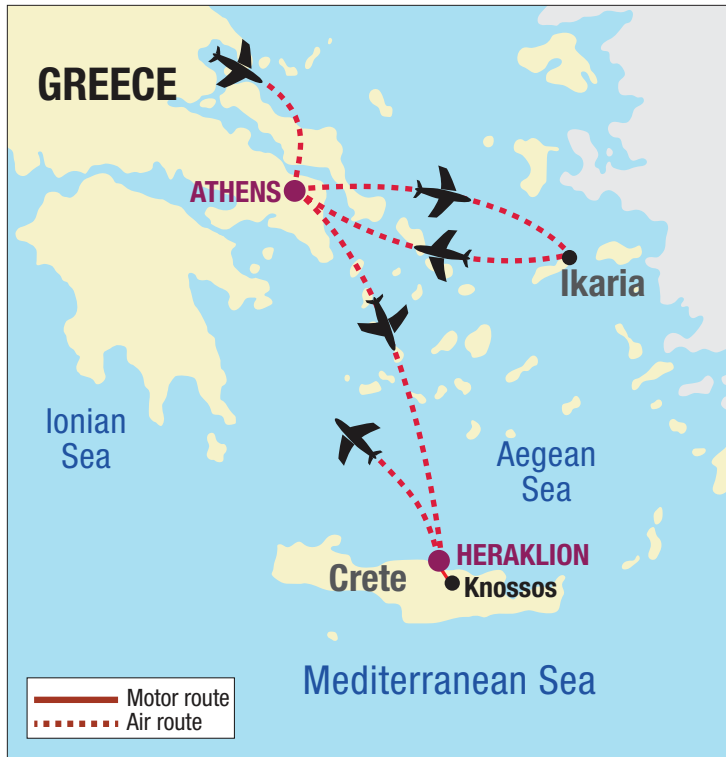 GREECE
ATHENS
Ikaria
Ionian
Sea
Aegean
Sea
HERAKLION
Crete
Knossos
Mediterranean Sea
Motor route
Air route